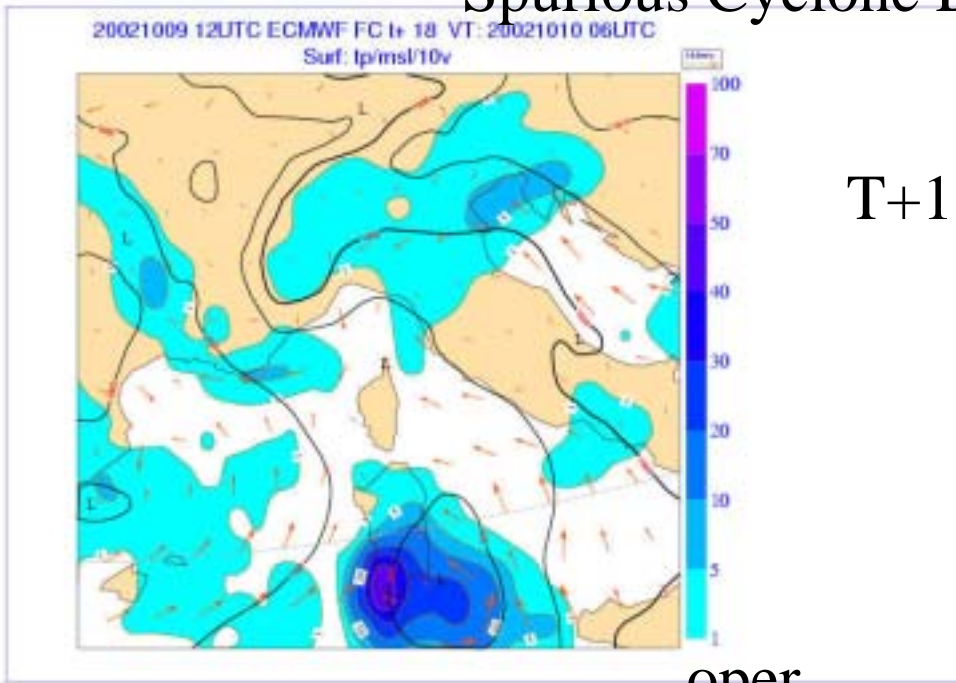 Spurious Cyclone
20021009 12UTC ECMWF FC t+ 18 VT: 20021010 06UTC
Surf: tp/msl/10v
100
70
50
40
30
20
10
5
1
T+1
L
L
L
L
L
oper